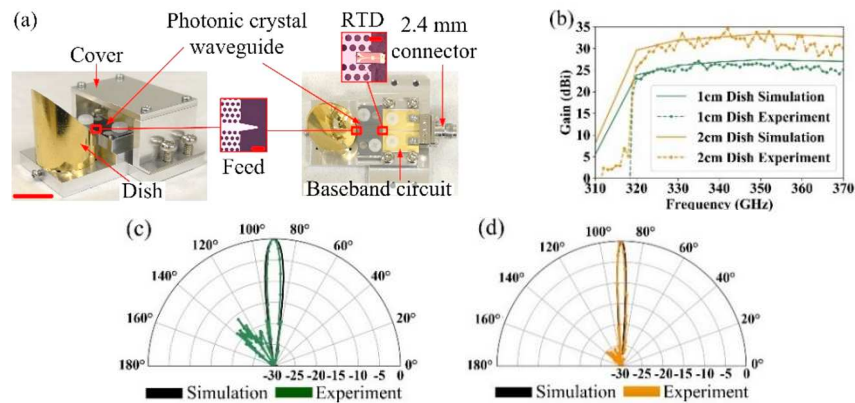 (a)
Cover
Photonic crystal
waveguide
RTD
2.4 mm
connector
Feed
Dish
Baseband circuit
(b)
Gain (dBi)
35
30
25
20
15
10
5
0
1cm Dish Simulation
1cm Dish Experiment
2cm Dish Simulation
2cm Dish Experiment
310 320 330 340 350 360 370
Frequency (GHz)
(c)
100° 80°
120° 60°
140° 40°
160° 20°
180° 0°
-30 -25 -20 -15 -10 -5 0
Simulation Experiment
(d)
100° 80°
120° 60°
140° 40°
160° 20°
180° 0°
-30 -25 -20 -15 -10 -5 0
Simulation Experiment